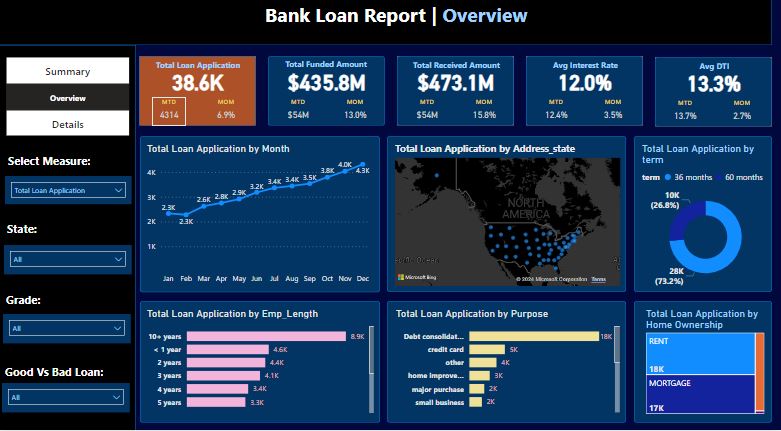 Bank Loan Report | Overview
Summary
Overview
Details
Select Measure:
Total Loan Application
State:
All
Grade:
All
Good Vs Bad Loan:
All
Total Loan Application
38.6K
MTD MOM
4314 6.9%
Total Funded Amount
$435.8M
MTD MOM
$54M 13.0%
Total Received Amount
$473.1M
MTD MOM
$54M 15.8%
Avg Interest Rate
12.0%
MTD MOM
12.4% 3.5%
Avg DTI
13.3%
MTD MOM
13.7% 2.7%
Total Loan Application by Month
4K
3K
2K
1K
2.3K 2.3K 2.6K 2.8K 2.9K 3.2K 3.4K 3.4K 3.5K 3.8K 4.0K 4.3K
Jan Feb Mar Apr May Jun Jul Aug Sep Oct Nov Dec
Total Loan Application by Address_state
NORTH
AMERICA
Microsoft Bing
© 2024 Microsoft Corporation Terms
Total Loan Application by
term
term 36 months 60 months
10K
(26.8%)
28K
(73.2%)
Total Loan Application by Emp_Length
10+ years 8.9K
< 1 year 4.6K
2 years 4.4K
3 years 4.1K
4 years 3.4K
5 years 3.3K
Total Loan Application by Purpose
Debt consolidat... 18K
credit card 5K
other 4K
home improve... 3K
major purchase 2K
small business 2K
Total Loan Application by
Home Ownership
RENT
18K
MORTGAGE
17K